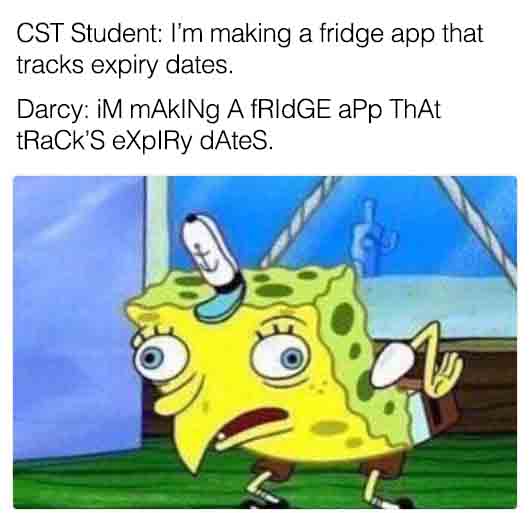 CST Student: I’m making a fridge app that
tracks expiry dates.
Darcy: iM mAkINg A fRIdGE aPp ThAt
tRaCk’S eXpIRy dAteS.